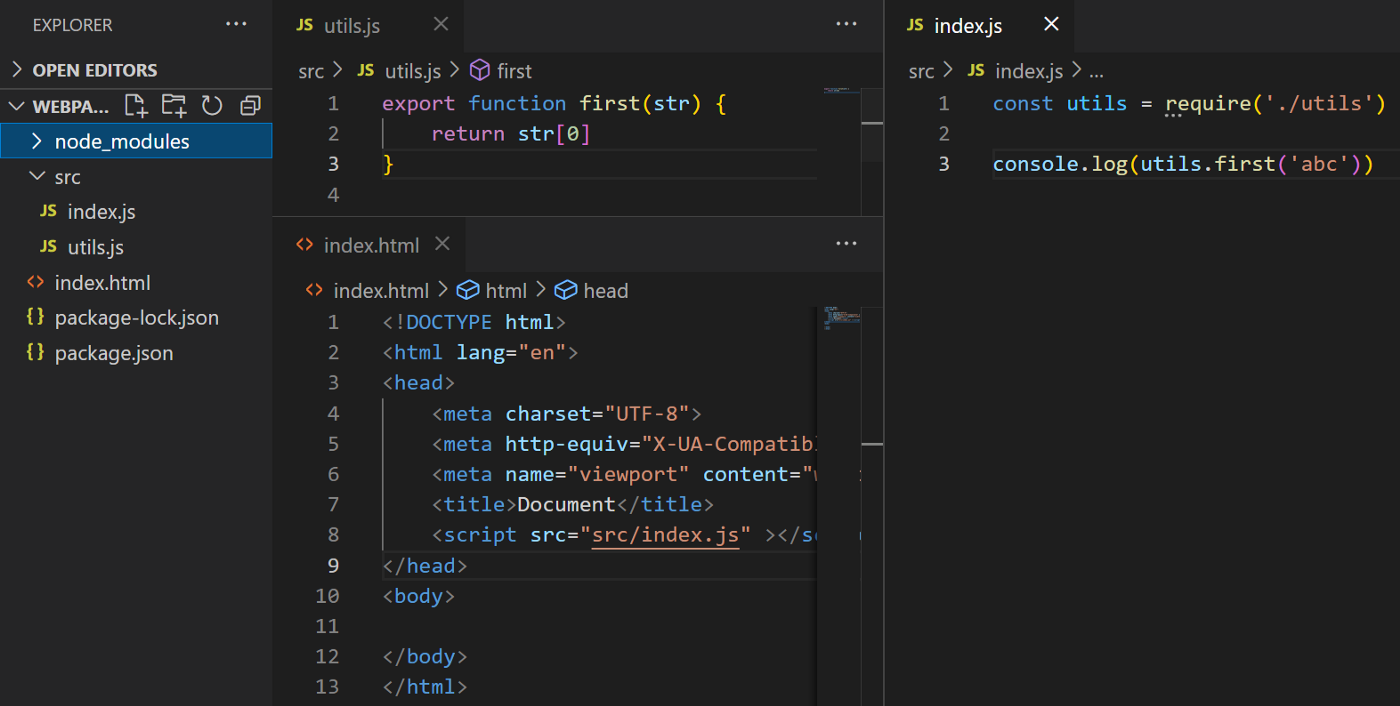 EXPLORER
OPEN EDITORS
WEBPA...
node_modules
src
JS index.js
JS utils.js
<> index.html
{} package-lock.json
{} package.json
JS utils.js
src > JS utils.js > first
1 export function first(str) {
2 return str[0]
3 }
4
<> index.html
<> index.html > html > head
1 <!DOCTYPE html>
2 <html lang="en">
3 <head>
4 <meta charset="UTF-8">
5 <meta http-equiv="X-UA-Compatibl
6 <meta name="viewport" content="w
7 <title>Document</title>
8 <script src="src/index.js" ></s
9 </head>
10 <body>
11
12 </body>
13 </html>
JS index.js
src > JS index.js > ...
1 const utils = require('./utils')
2
3 console.log(utils.first('abc'))